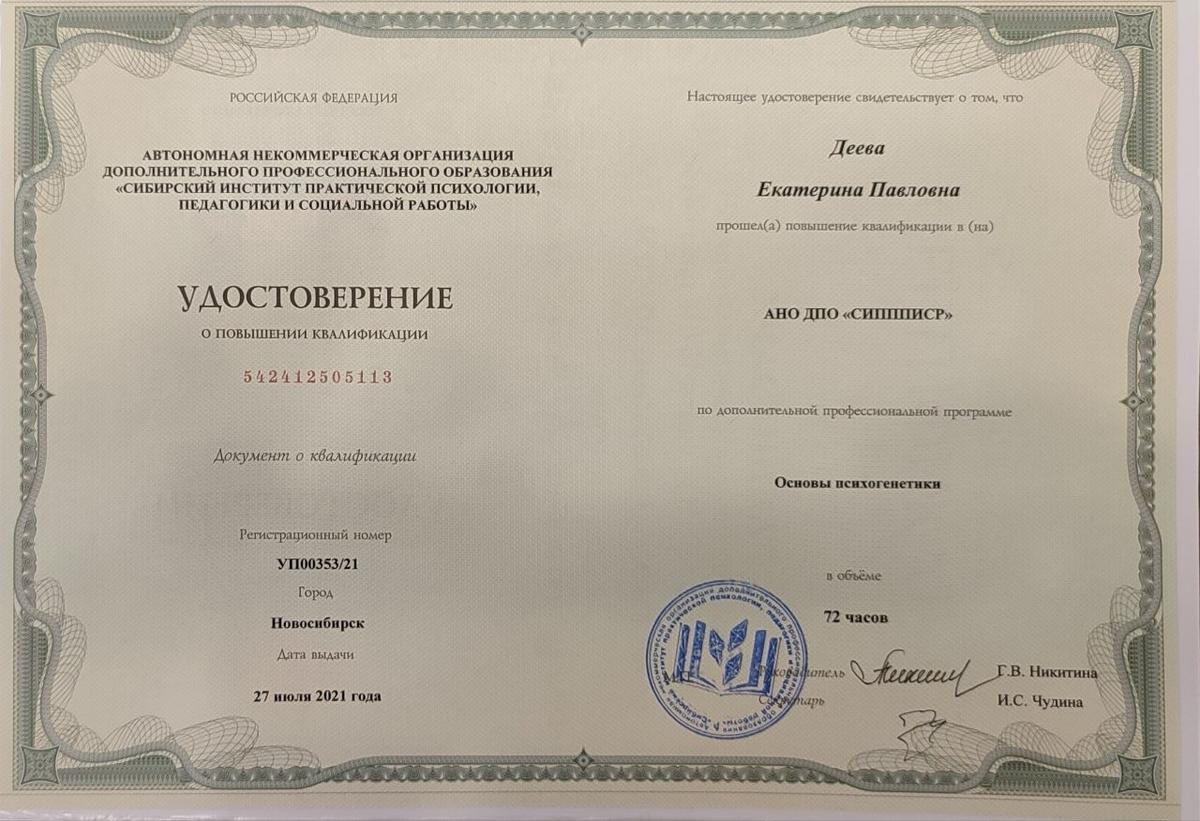 РОССИЙСКАЯ ФЕДЕРАЦИЯ
АВТОНОМНАЯ НЕКОММЕРЧЕСКАЯ ОРГАНИЗАЦИЯ
ДОПОЛНИТЕЛЬНОГО ПРОФЕССИОНАЛЬНОГО ОБРАЗОВАНИЯ
«СИБИРСКИЙ ИНСТИТУТ ПРАКТИЧЕСКОЙ ПСИХОЛОГИИ,
ПЕДАГОГИКИ И СОЦИАЛЬНОЙ РАБОТЫ»
УДОСТОВЕРЕНИЕ
О ПОВЫШЕНИИ КВАЛИФИКАЦИИ
542412505113
Документ о квалификации
Регистрационный номер
УП00353/21
Город
Новосибирск
Дата выдачи
27 июля 2021 года
Настоящее удостоверение свидетельствует о том, что
Деева
Екатерина Павловна
прошел(а) повышение квалификации в (на)
АНО ДПО «СИПППИСР»
по дополнительной профессиональной программе
Основы психогенетики
в объёме
72 часов
Руководитель Г.В. Никитина
Секретарь И.С. Чудина